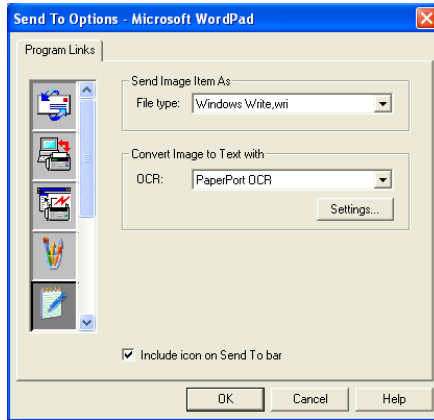 Send To Options - Microsoft WordPad
Program Links
Send Image Item As
File type: Windows Write,wri
Convert Image to Text with
OCR: PaperPort OCR
Settings...
Include icon on Send To bar
OK Cancel Help